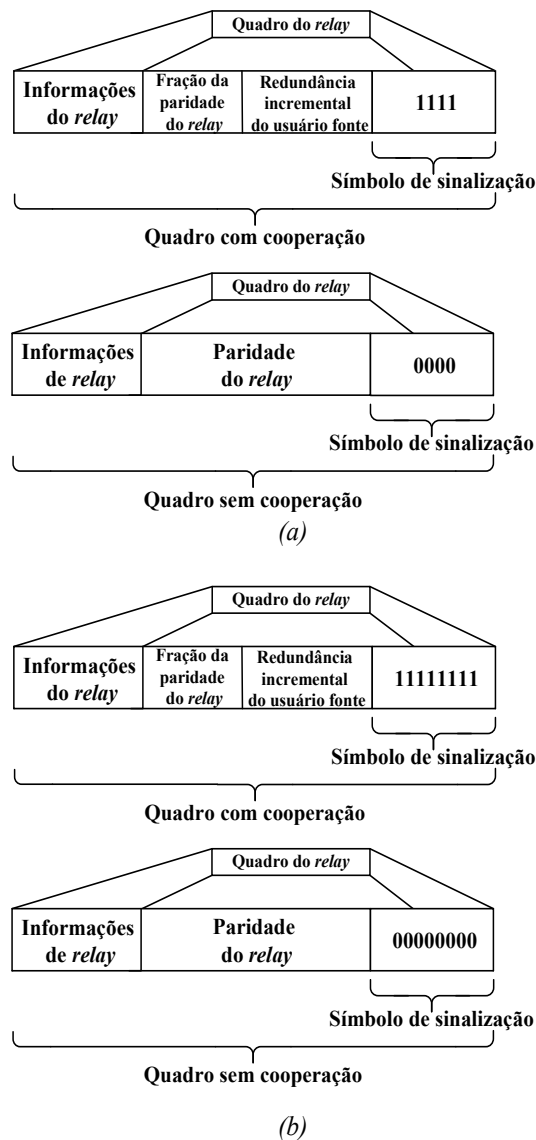 Quadro do relay
Informações
do relay
Fração da
paridade
do relay
Redundância
incremental
do usuário fonte
1111
Símbolo de sinalização
Quadro com cooperação
Quadro do relay
Informações
de relay
Paridade
do relay
0000
Símbolo de sinalização
Quadro sem cooperação
(a)
Quadro do relay
Informações
do relay
Fração da
paridade
do relay
Redundância
incremental
do usuário fonte
11111111
Símbolo de sinalização
Quadro com cooperação
Quadro do relay
Informações
de relay
Paridade
do relay
00000000
Símbolo de sinalização
Quadro sem cooperação
(b)